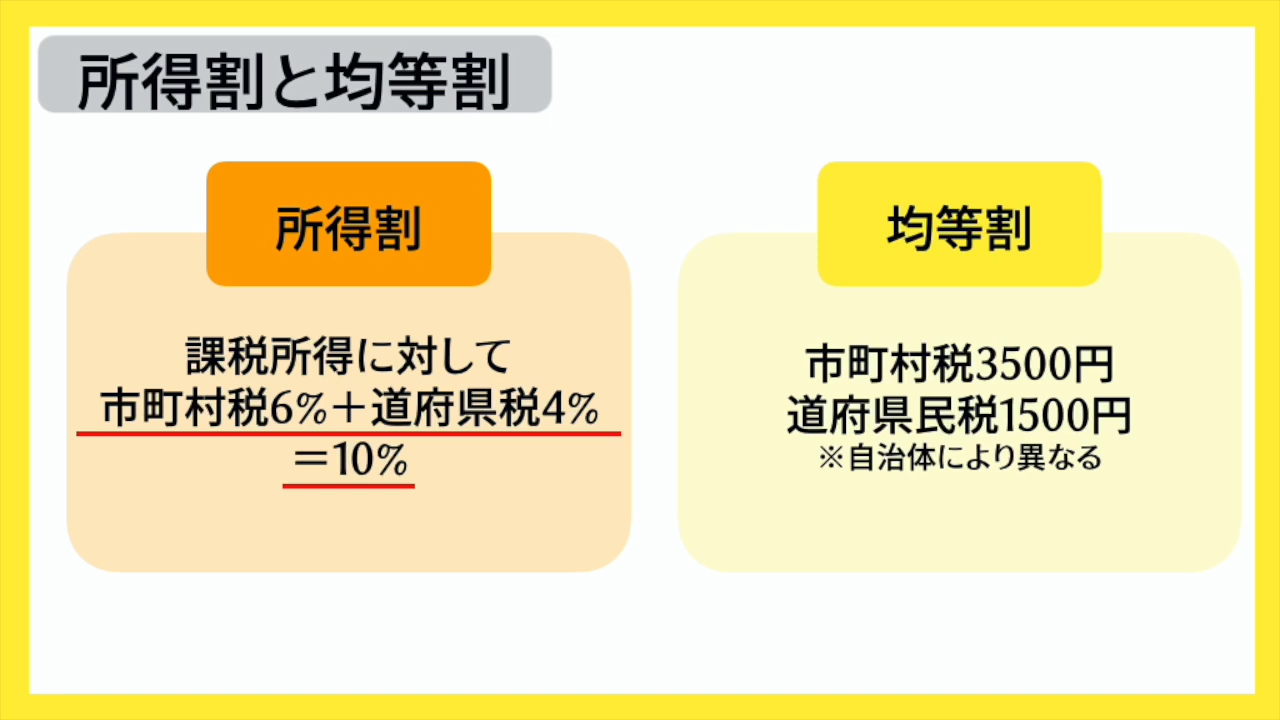 所得割と均等割
所得割
課税所得に対して
市町村税6%＋道府県税4%
＝10%
均等割
市町村税3500円
道府県民税1500円
※自治体により異なる